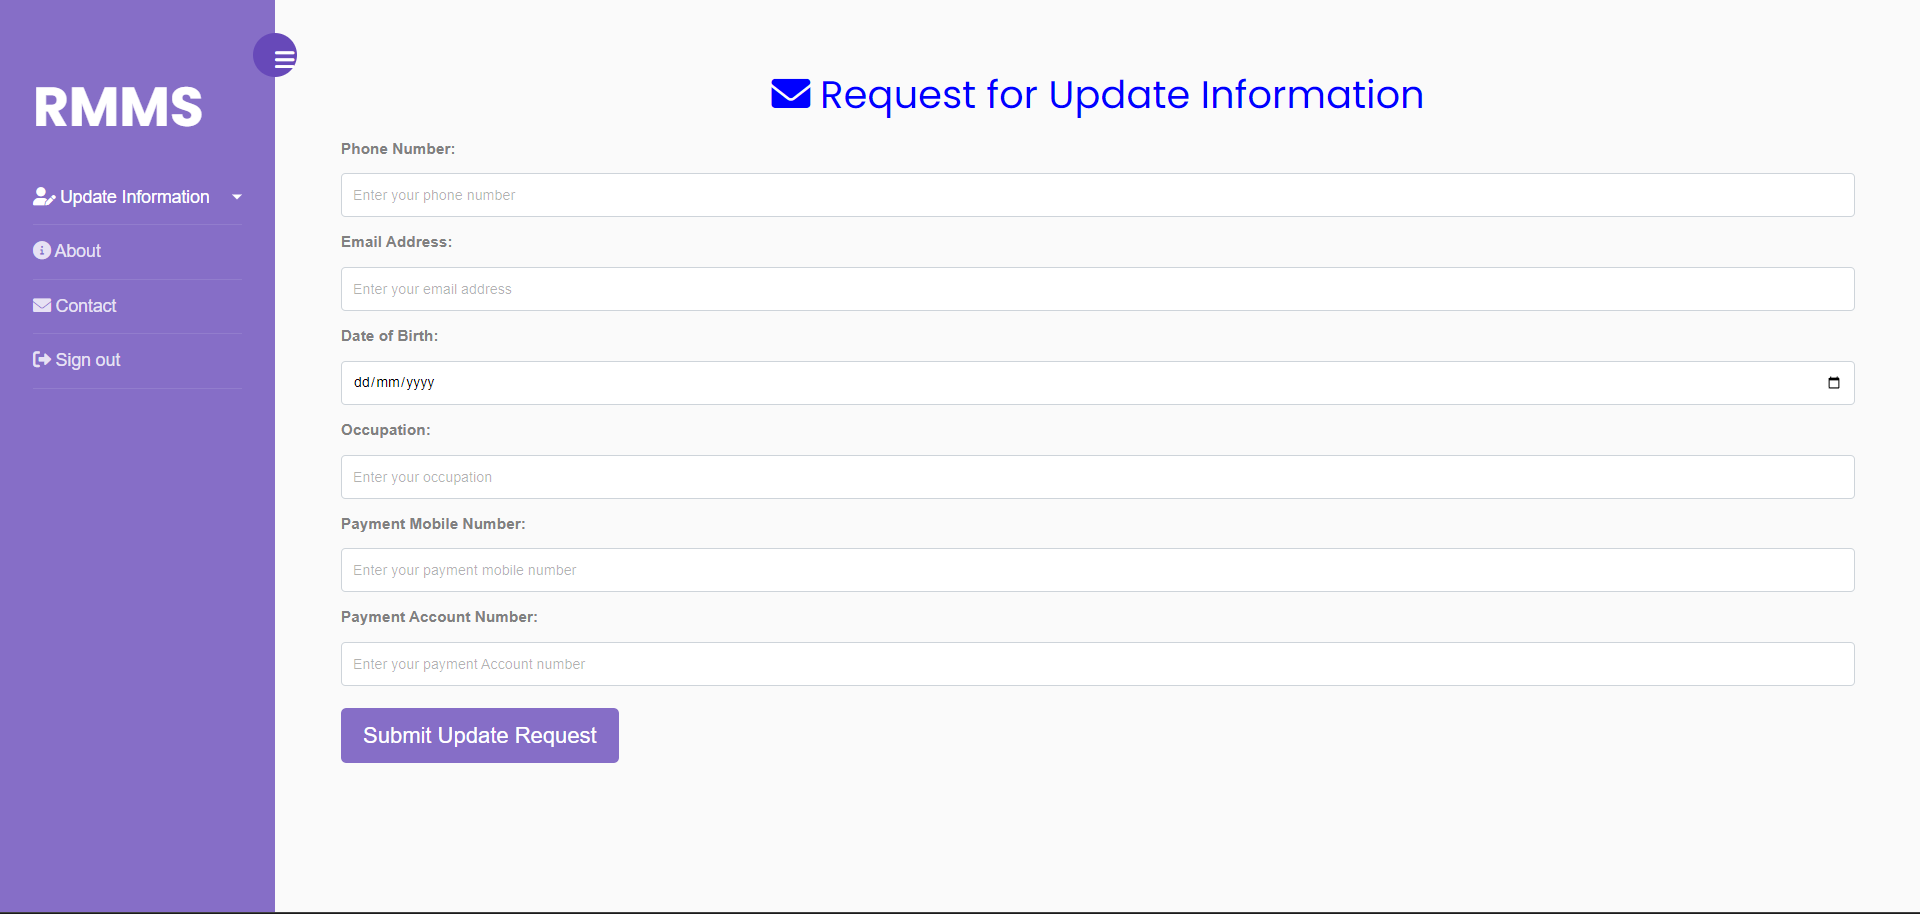 RMMS
Update Information
About
Contact
Sign out
Request for Update Information
Phone Number:
Enter your phone number
Email Address:
Enter your email address
Date of Birth:
dd/mm/yyyy
Occupation:
Enter your occupation
Payment Mobile Number:
Enter your payment mobile number
Payment Account Number:
Enter your payment Account number
Submit Update Request